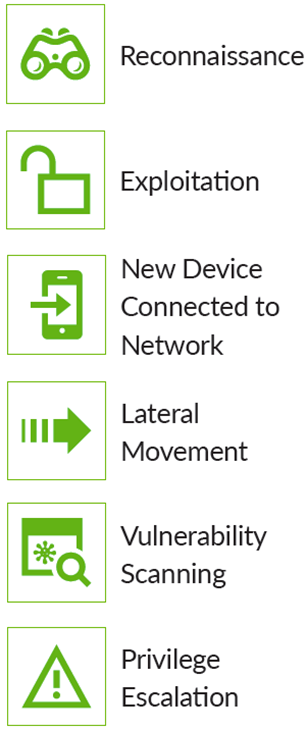 Reconnaissance
Exploitation
New Device
Connected to
Network
Lateral
Movement
Vulnerability
Scanning
Privilege
Escalation